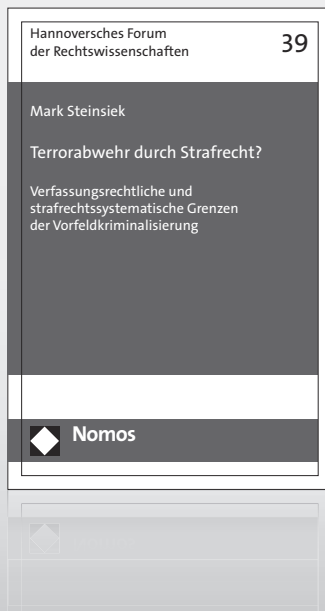 Hannoversches Forum
der Rechtswissenschaften
39
Mark Steinsiek
Terrorabwehr durch Strafrecht?
Verfassungsrechtliche und
strafrechtssystematische Grenzen
der Vorfeldkriminalisierung
Nomos